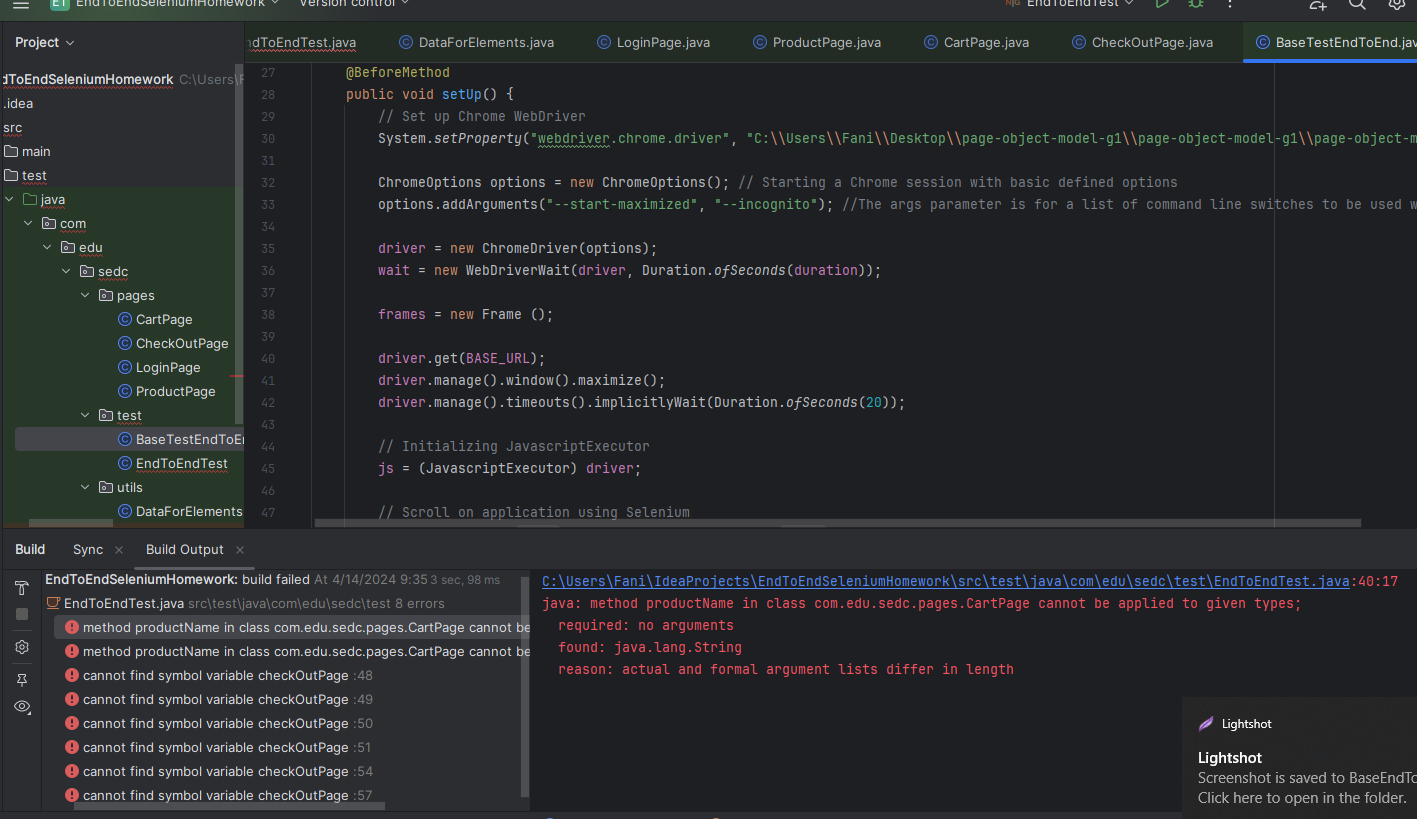 ET EndToEndSeleniumHomework Version control EndToEndTest
Project
dToEndTest.java DataForElements.java LoginPage.java ProductPage.java CartPage.java CheckOutPage.java BaseTestEndToEnd.jav
dToEndSeleniumHomework C:\Users\F
.idea
src
main
test
java
com
edu
sedc
pages
CartPage
CheckOutPage
LoginPage
ProductPage
test
BaseTestEndToEn
EndToEndTest
utils
DataForElements
27 @BeforeMethod
28 public void setUp() {
29 // Set up Chrome WebDriver
30 System.setProperty("webdriver.chrome.driver", "C:\\Users\\Fani\\Desktop\\page-object-model-g1\\page-object-model-g1\\page-object-m
31
32 ChromeOptions options = new ChromeOptions(); // Starting a Chrome session with basic defined options
33 options.addArguments("--start-maximized", "--incognito"); //The args parameter is for a list of command line switches to be used w
34
35 driver = new ChromeDriver(options);
36 wait = new WebDriverWait(driver, Duration.ofSeconds(duration));
37
38 frames = new Frame ();
39
40 driver.get(BASE_URL);
41 driver.manage().window().maximize();
42 driver.manage().timeouts().implicitlyWait(Duration.ofSeconds(20));
43
44 // Initializing JavascriptExecutor
45 js = (JavascriptExecutor) driver;
46
47 // Scroll on application using Selenium
Build Sync Build Output
EndToEndSeleniumHomework: build failed At 4/14/2024 9:35 3 sec, 98 ms
EndToEndTest.java src\test\java\com\edu\sedc\test 8 errors
method productName in class com.edu.sedc.pages.CartPage cannot be
method productName in class com.edu.sedc.pages.CartPage cannot be
cannot find symbol variable checkOutPage :48
cannot find symbol variable checkOutPage :49
cannot find symbol variable checkOutPage :50
cannot find symbol variable checkOutPage :51
cannot find symbol variable checkOutPage :54
cannot find symbol variable checkOutPage :57
C:\Users\Fani\IdeaProjects\EndToEndSeleniumHomework\src\test\java\com\edu\sedc\test\EndToEndTest.java:40:17
java: method productName in class com.edu.sedc.pages.CartPage cannot be applied to given types;
required: no arguments
found: java.lang.String
reason: actual and formal argument lists differ in length
Lightshot
Lightshot
Screenshot is saved to BaseEndTo
Click here to open in the folder.